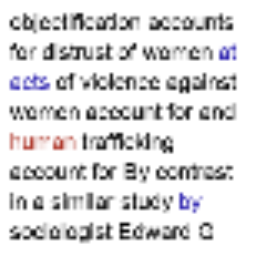 objectification accounts
for distrust of women at
acts of violence against
women account for and
human trafficking
account for By contrast
in a similar study by
sociologist Edward O